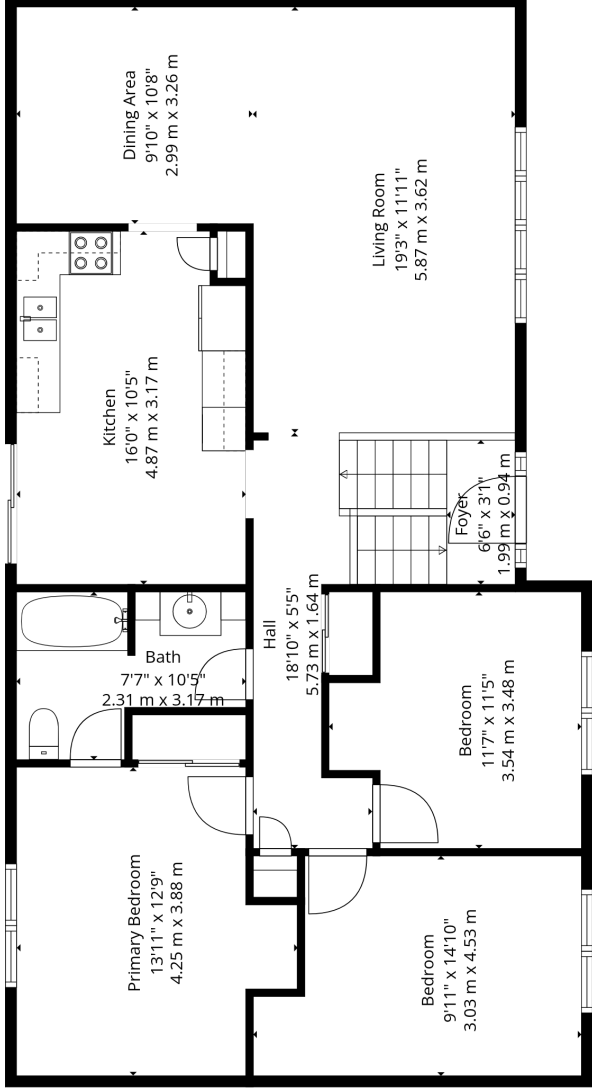 Dining Area
9'10" x 10'8"
2.99 m x 3.26 m
Living Room
19'3" x 11'11"
5.87 m x 3.62 m
Kitchen
16'0" x 10'5"
4.87 m x 3.17 m
Foyer
6'6" x 3'1"
1.99 m x 0.94 m
Hall
18'10" x 5'5"
5.73 m x 1.64 m
Bath
7'7" x 10'5"
2.31 m x 3.17 m
Bedroom
11'7" x 11'5"
3.54 m x 3.48 m
Primary Bedroom
13'11" x 12'9"
4.25 m x 3.88 m
Bedroom
9'11" x 14'10"
3.03 m x 4.53 m